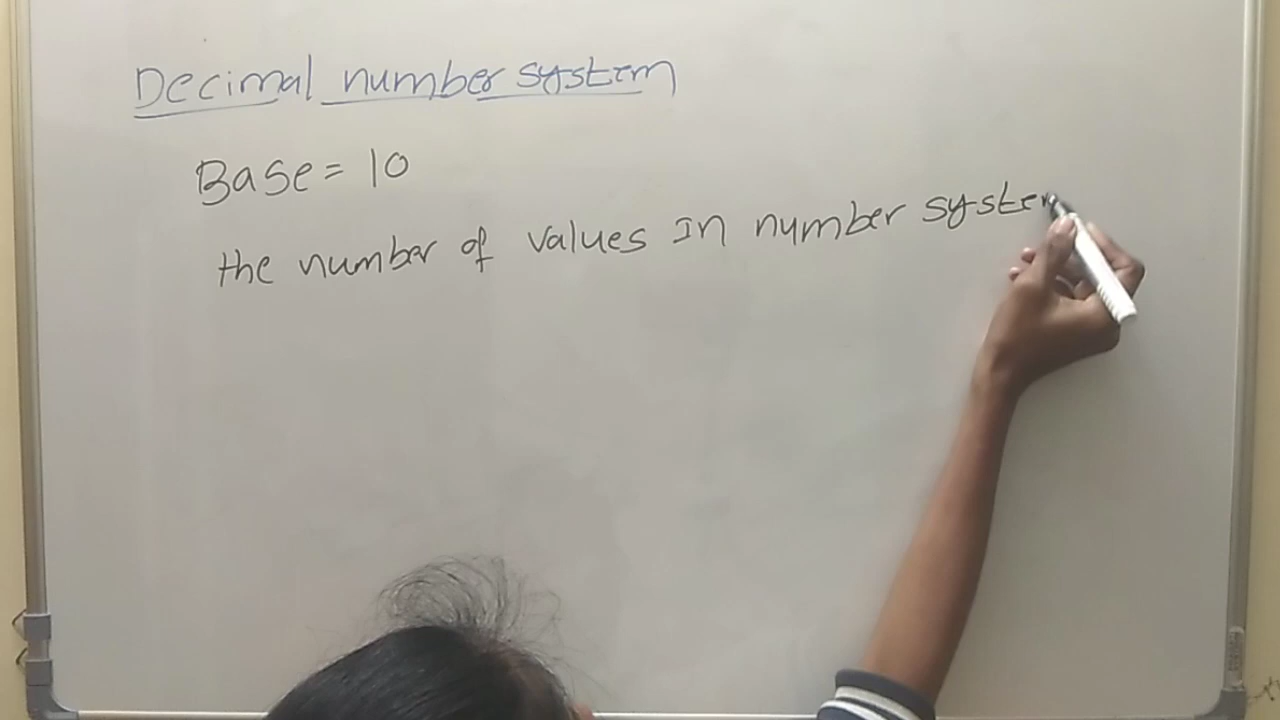 Decimal number system
Base = 10
the number of values in number system